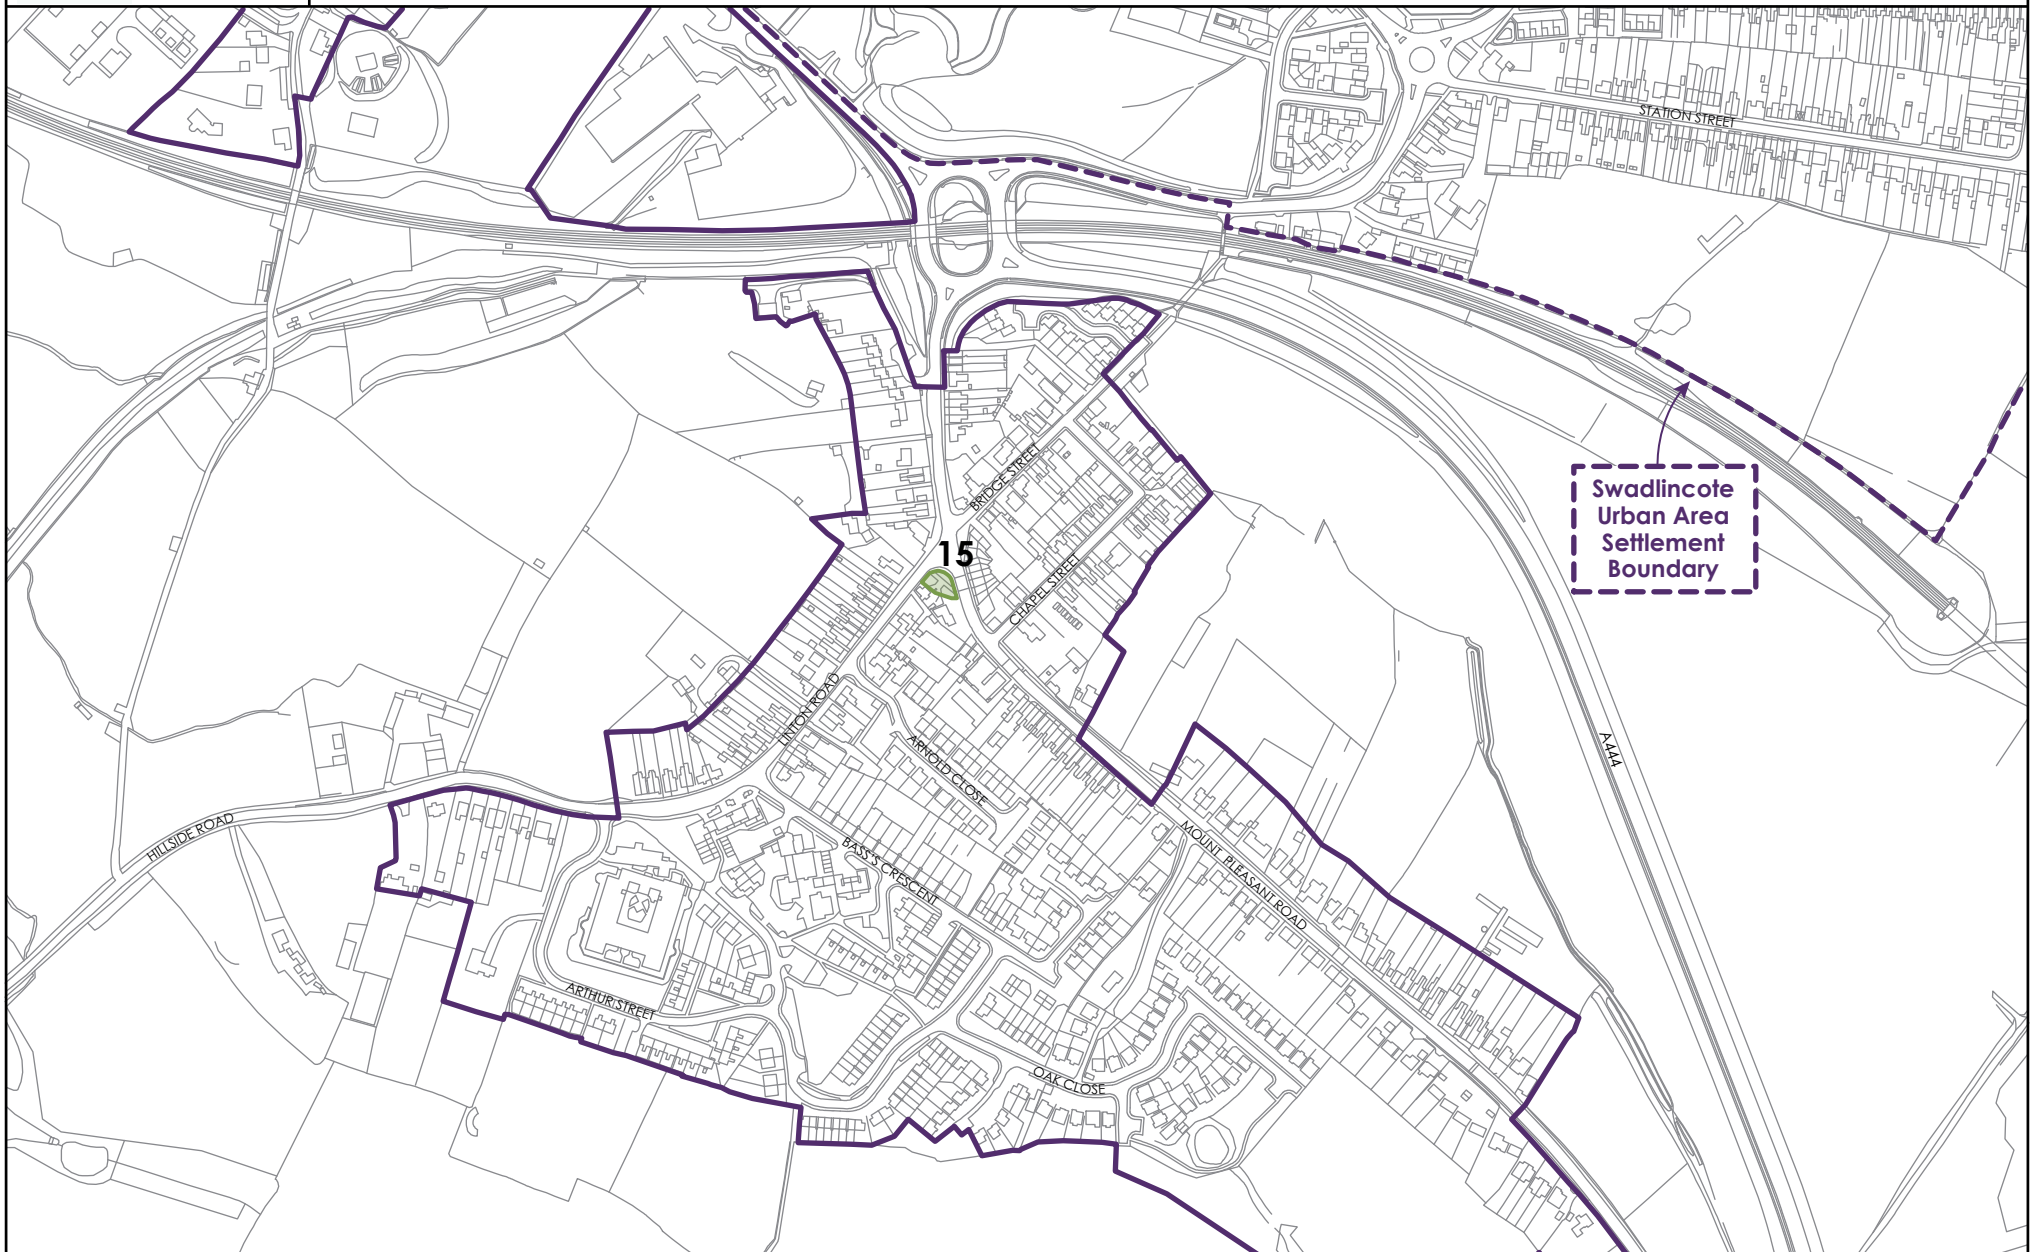 STATION STREET
BRIDGE STREET
Swadlincote
Urban Area
Settlement
Boundary
15
CHAPEL STREET
LINTON ROAD
ARNOLD CLOSE
A444
HILLSIDE ROAD
MOUNT PLEASANT ROAD
BASS'S CRESCENT
ARTHUR STREET
OAK CLOSE